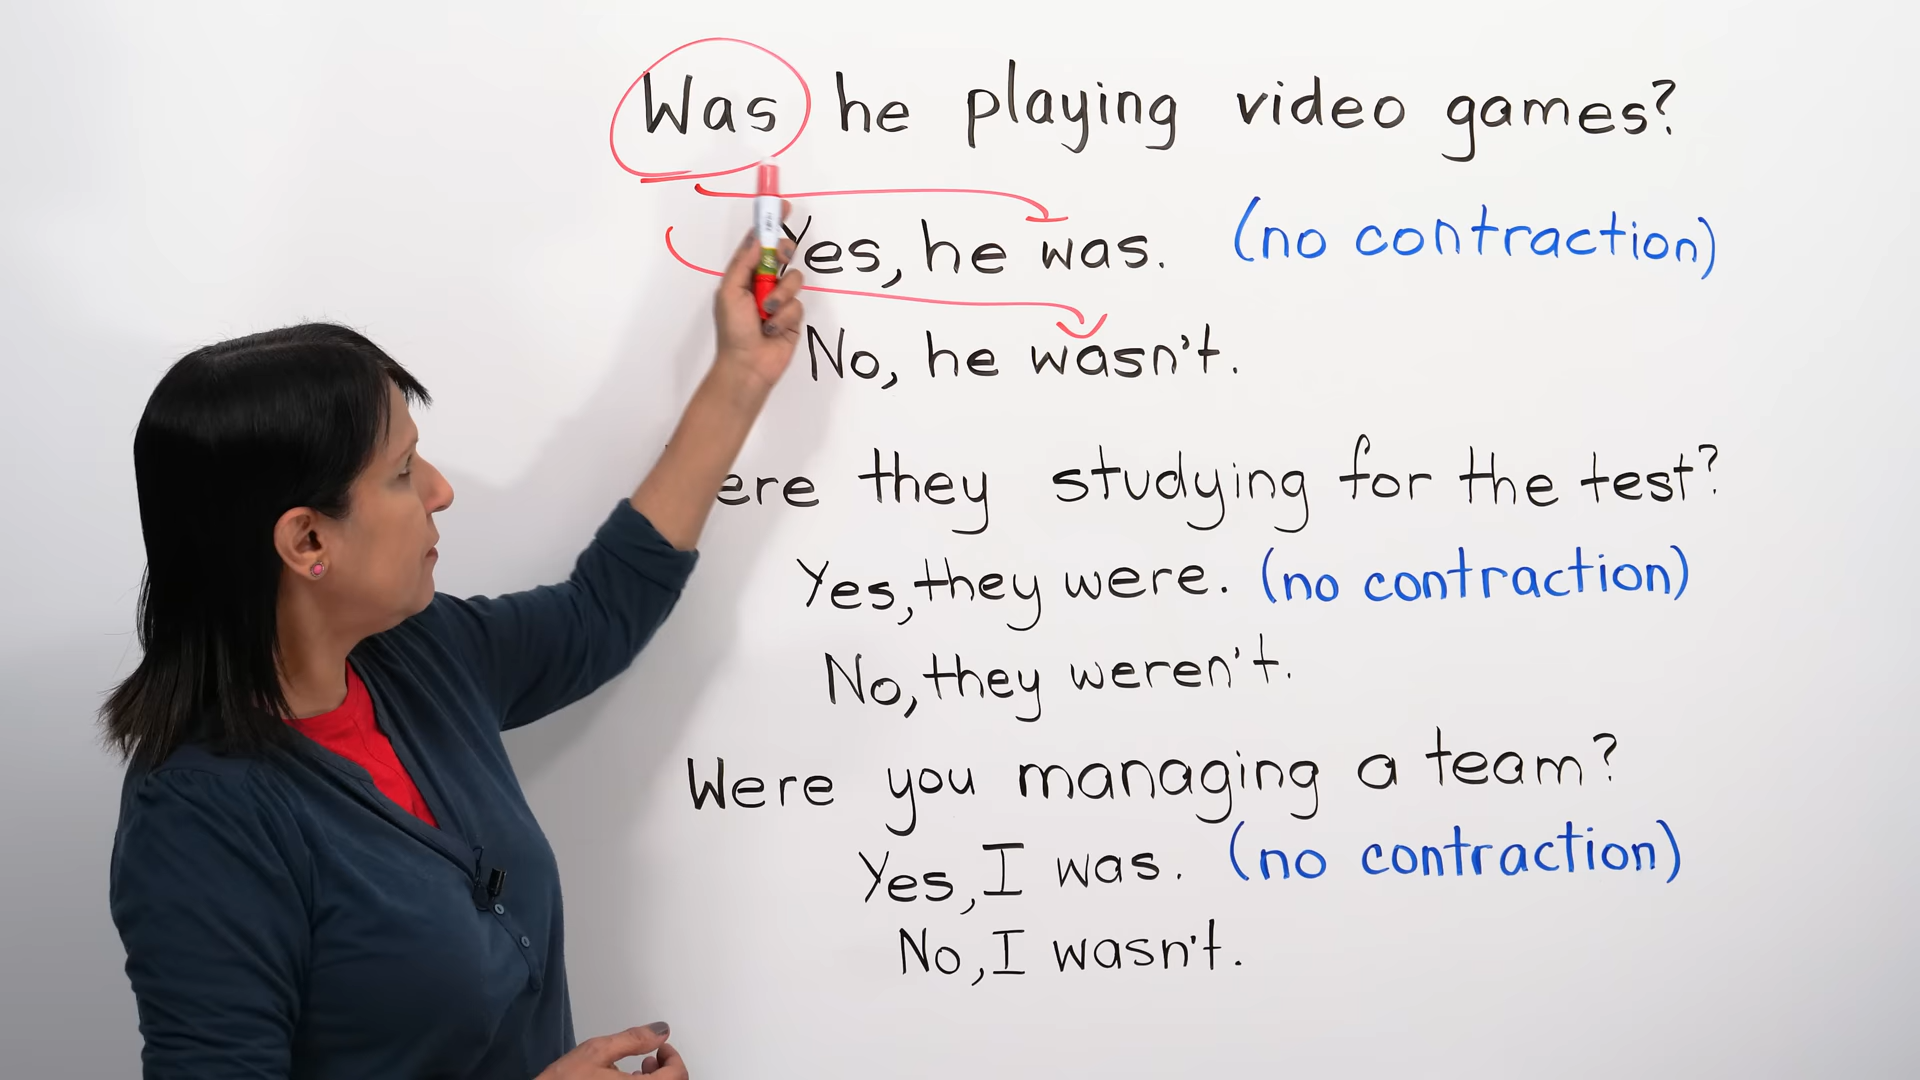 Was he playing video games?
Yes, he was. (no contraction)
No, he wasn't.
they studying for the test?
Yes, they were. (no contraction)
No, they weren't.
Were you managing a team?
Yes, I was. (no contraction)
No, I wasn't.